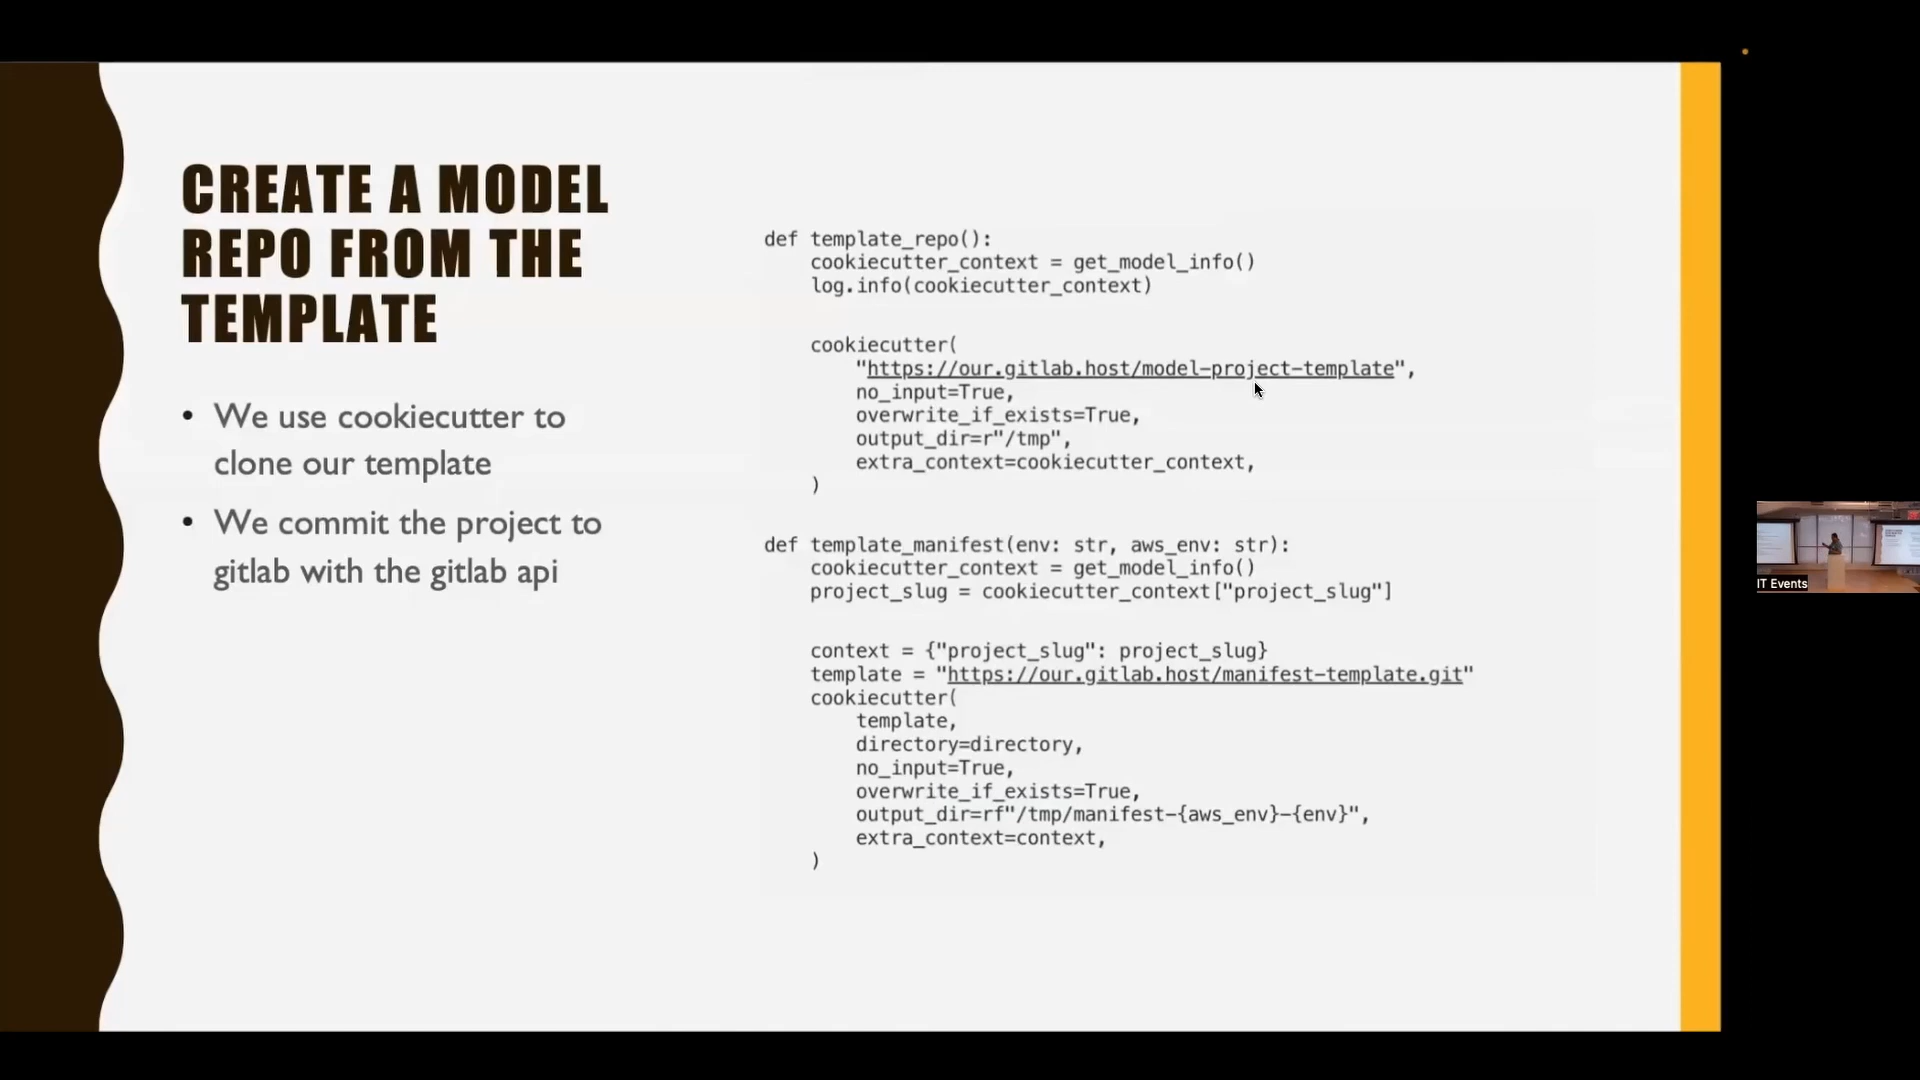 CREATE A MODEL
REPO FROM THE
TEMPLATE
• We use cookiecutter to
clone our template
• We commit the project to
gitlab with the gitlab api
def template_repo():
    cookiecutter_context = get_model_info()
    log.info(cookiecutter_context)
    cookiecutter(
        "https://our.gitlab.host/model-project-template",
        no_input=True,
        overwrite_if_exists=True,
        output_dir=r"/tmp",
        extra_context=cookiecutter_context,
    )
def template_manifest(env: str, aws_env: str):
    cookiecutter_context = get_model_info()
    project_slug = cookiecutter_context["project_slug"]
    context = {"project_slug": project_slug}
    template = "https://our.gitlab.host/manifest-template.git"
    cookiecutter(
        template,
        directory=directory,
        no_input=True,
        overwrite_if_exists=True,
        output_dir=rf"/tmp/manifest-{aws_env}-{env}",
        extra_context=context,
    )
IT Events